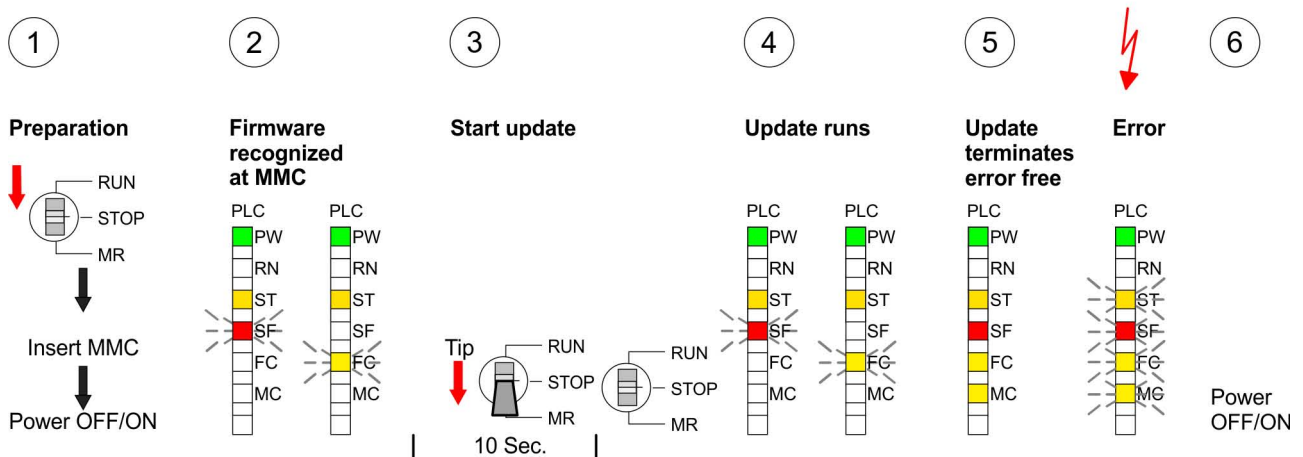 1
2
3
4
5
6
Preparation
RUN
STOP
MR
Insert MMC
Power OFF/ON
Firmware
recognized
at MMC
PLC
PW
RN
ST
SF
FC
MC
PLC
PW
RN
ST
SF
FC
MC
Start update
Tip
RUN
STOP
MR
10 Sec.
RUN
STOP
MR
Update runs
PLC
PW
RN
ST
SF
FC
MC
PLC
PW
RN
ST
SF
FC
MC
Update
terminates
error free
PLC
PW
RN
ST
SF
FC
MC
Error
PLC
PW
RN
ST
SF
FC
MC
Power
OFF/ON